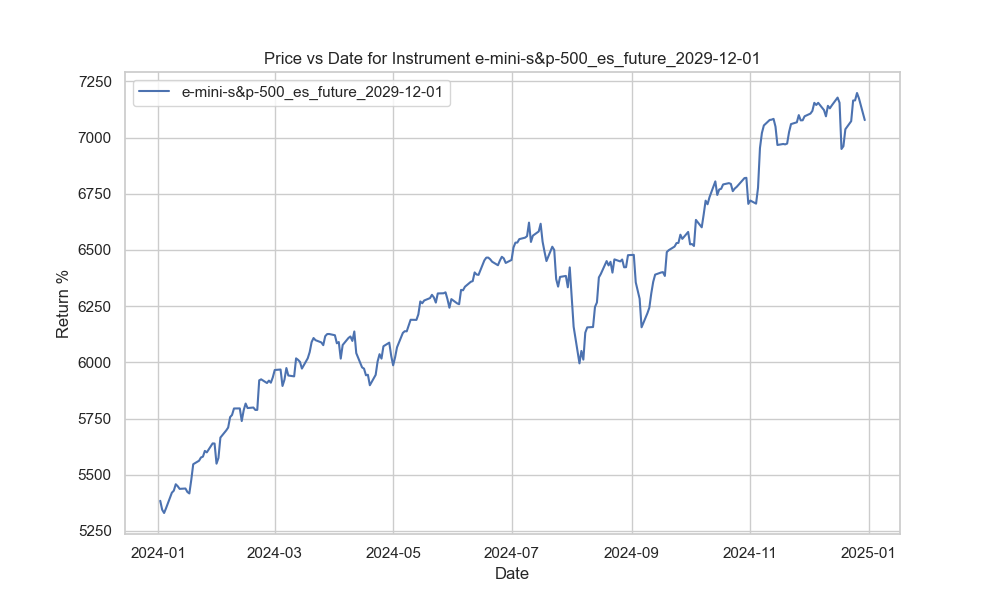 Price vs Date for Instrument e-mini-s&p-500_es_future_2029-12-01
e-mini-s&p-500_es_future_2029-12-01
Return %
7250
7000
6750
6500
6250
6000
5750
5500
5250
2024-01 2024-03 2024-05 2024-07 2024-09 2024-11 2025-01
Date